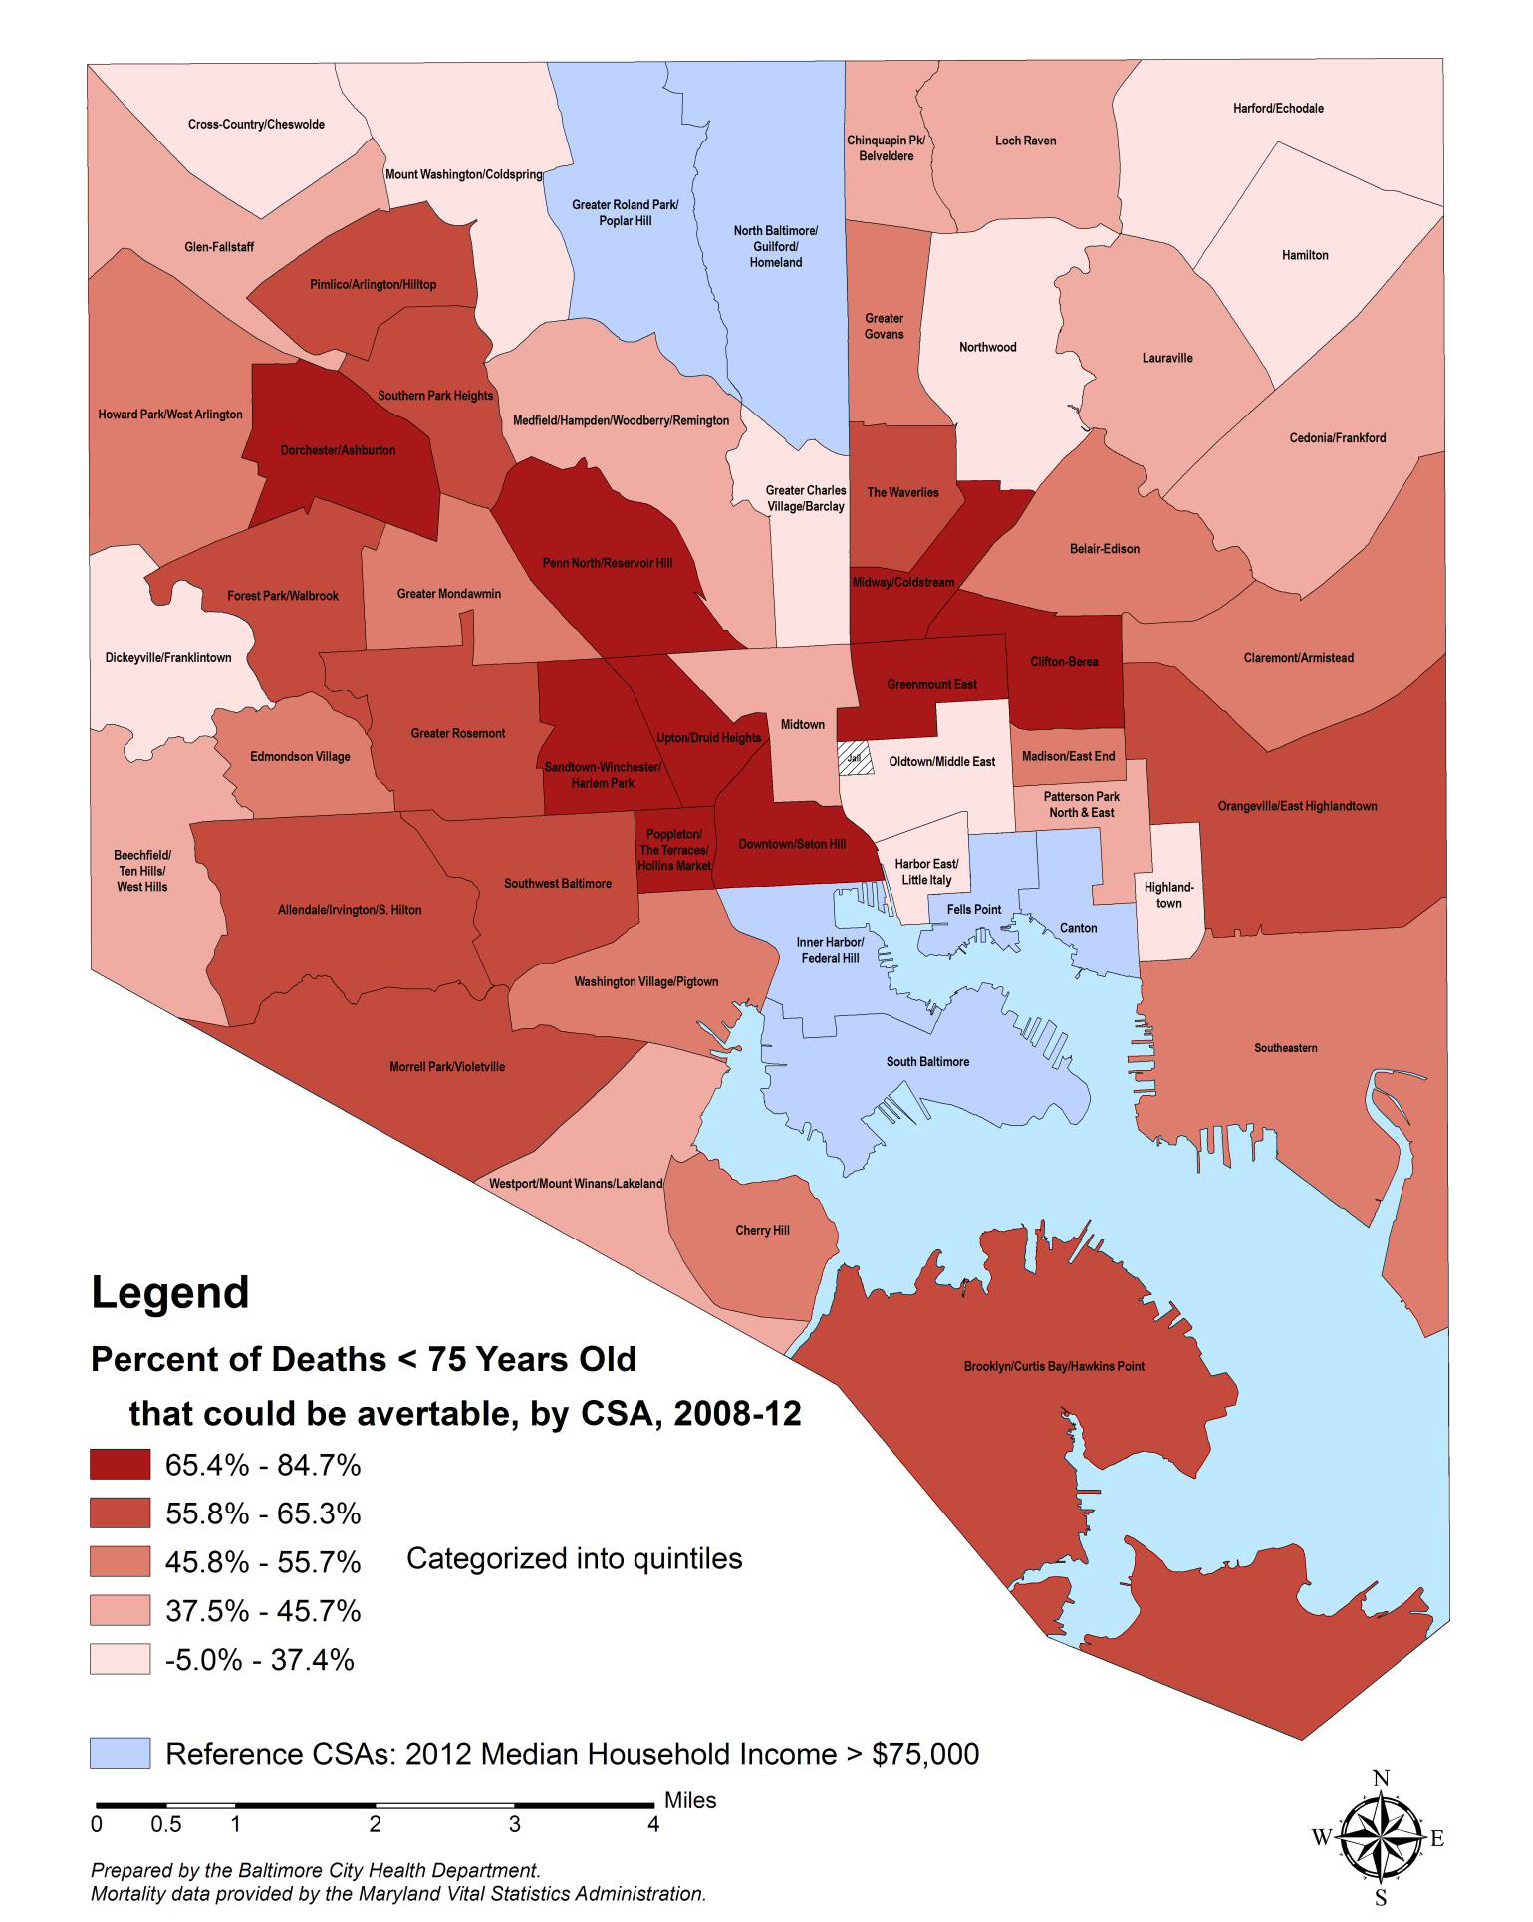 Cross-Country/Cheswolde
Mount Washington/Coldspring
Greater Roland Park/
Poplar Hill
North Baltimore/
Guilford/
Homeland
Chinquapin Pk/
Belveldere
Loch Raven
Harford/Echodale
Glen-Fallstaff
Pimlico/Arlington/Hilltop
Hamilton
Greater
Govans
Northwood
Lauraville
Howard Park/West Arlington
Southern Park Heights
Dorchester/Ashburton
Medfield/Hampden/Woodberry/Remington
Cedonia/Frankford
Greater Charles
Village/Barclay
The Waverlies
Belair-Edison
Penn North/Reservoir Hill
Midway/Coldstream
Forest Park/Walbrook
Greater Mondawmin
Dickeyville/Franklintown
Clifton-Berea
Claremont/Armistead
Greenmount East
Greater Rosemont
Edmondson Village
Upton/Druid Heights
Midtown
Jail
Oldtown/Middle East
Madison/East End
Sandtown-Winchester/
Harlem Park
Patterson Park
North & East
Orangeville/East Highlandtown
Beechfield/
Ten Hills/
West Hills
Poppleton/
The Terraces/
Hollins Market
Downtown/Seton Hill
Harbor East/
Little Italy
Highland-
town
Southwest Baltimore
Allendale/Irvington/S. Hilton
Fells Point
Canton
Inner Harbor/
Federal Hill
Washington Village/Pigtown
Southeastern
South Baltimore
Morrell Park/Violetville
Westport/Mount Winans/Lakeland
Cherry Hill
Brooklyn/Curtis Bay/Hawkins Point
Legend
Percent of Deaths < 75 Years Old
that could be avertable, by CSA, 2008-12
65.4% - 84.7%
55.8% - 65.3%
45.8% - 55.7%
Categorized into quintiles
37.5% - 45.7%
-5.0% - 37.4%
Reference CSAs: 2012 Median Household Income > $75,000
Miles
0 0.5 1 2 3 4
N
W E
S
Prepared by the Baltimore City Health Department.
Mortality data provided by the Maryland Vital Statistics Administration.